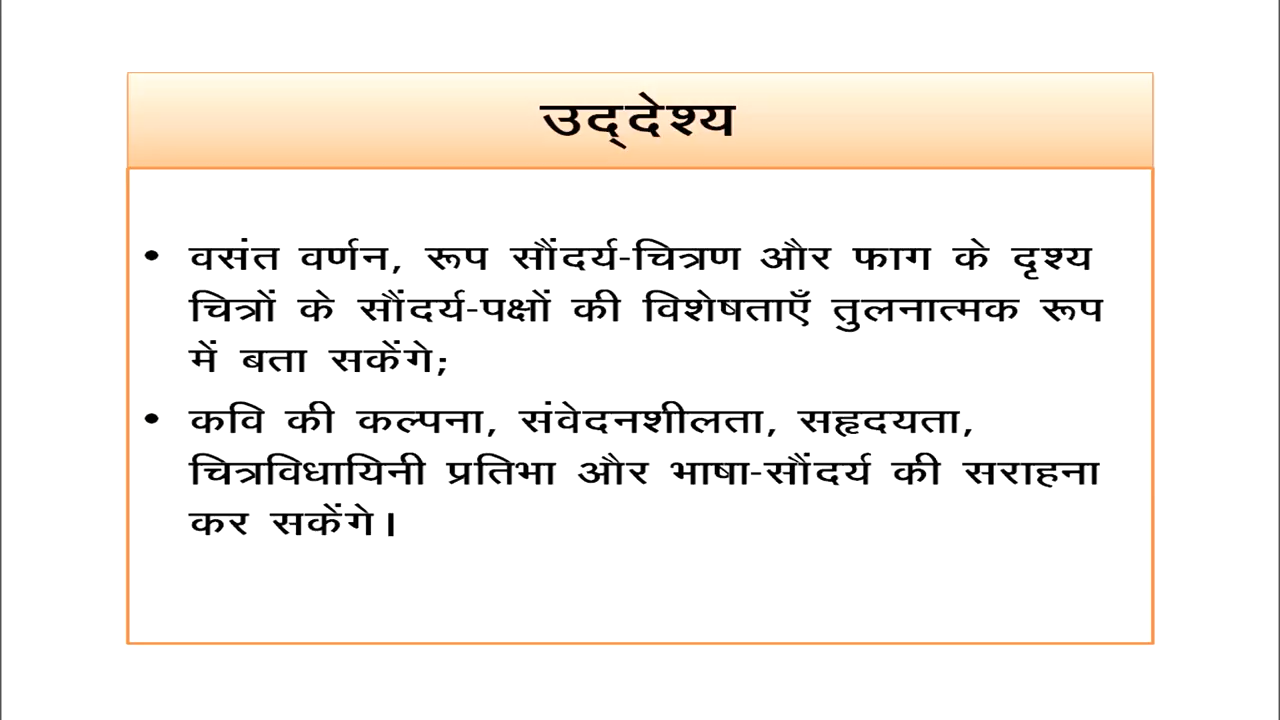 उद्देश्य
• वसंत वर्णन, रूप सौंदर्य-चित्रण और फाग के दृश्य
चित्रों के सौंदर्य-पक्षों की विशेषताएँ तुलनात्मक रूप
में बता सकेंगे;
• कवि की कल्पना, संवेदनशीलता, सहृदयता,
चित्रविधायिनी प्रतिभा और भाषा-सौंदर्य की सराहना
कर सकेंगे।